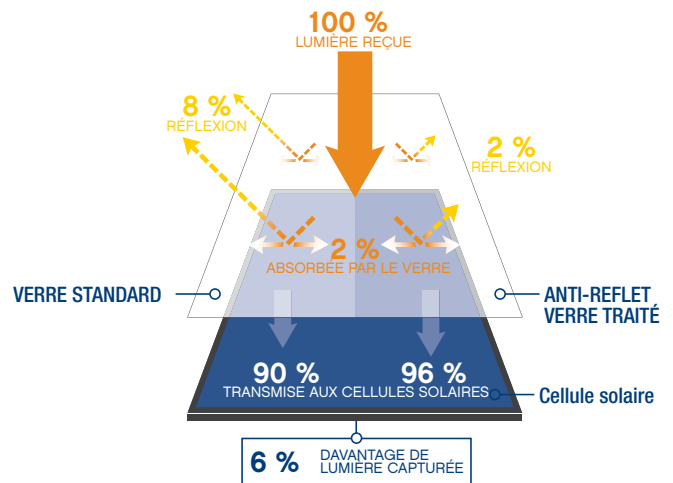 100 %
LUMIÈRE REÇUE
8 %
RÉFLEXION
2 %
RÉFLEXION
2 %
ABSORBÉE PAR LE VERRE
VERRE STANDARD
ANTI-REFLET
VERRE TRAITÉ
90 %
96 %
TRANSMISE AUX CELLULES SOLAIRES
Cellule solaire
6 %
DAVANTAGE DE
LUMIÈRE CAPTURÉE